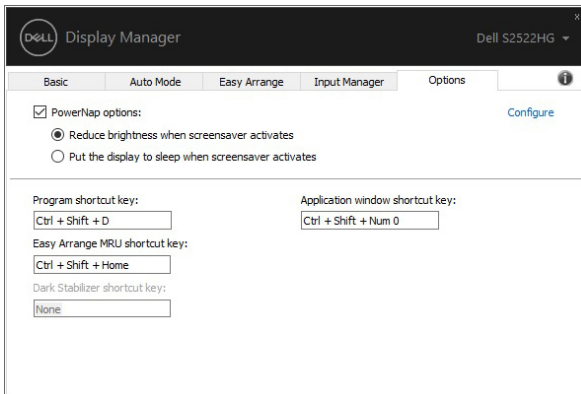 DELL Display Manager
Dell S2522HG
Basic Auto Mode Easy Arrange Input Manager Options
PowerNap options:
Configure
Reduce brightness when screensaver activates
Put the display to sleep when screensaver activates
Program shortcut key:
Application window shortcut key:
Ctrl + Shift + D
Ctrl + Shift + Num 0
Easy Arrange MRU shortcut key:
Ctrl + Shift + Home
Dark Stabilizer shortcut key:
None